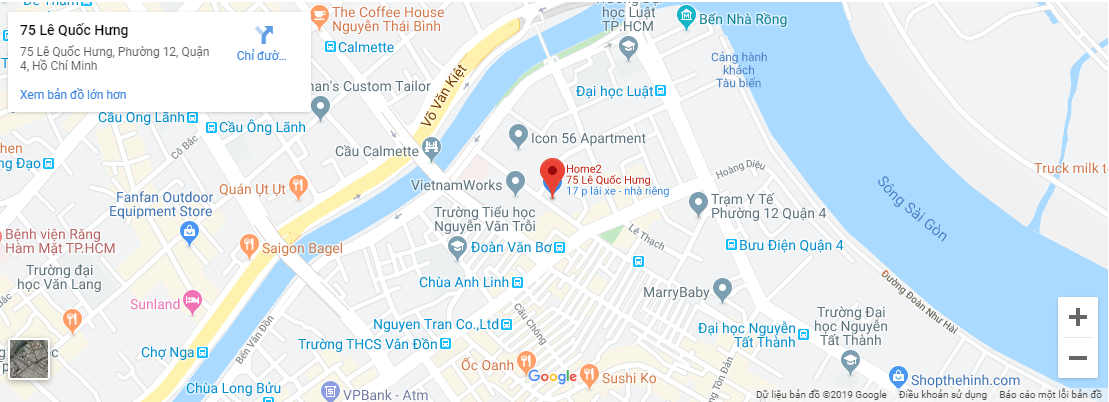 75 Lê Quốc Hưng
75 Lê Quốc Hưng, Phường 12, Quận
4, Hồ Chí Minh
Chỉ đườ...
Xem bản đồ lớn hơn
The Coffee House
Nguyễn Thái Bình
Calmette
Custom Tailor
học Luật
TP.HCM
Bến Nhà Rồng
Cảng hành
khách
Tàu biển
Đại học Luật
Võ Văn Kiệt
Cầu Ông Lãnh
Cầu Ông Lãnh
Cô Bắc
Cầu Calmette
Icon 56 Apartment
Home2
75 Lê Quốc Hưng
17 p lái xe - nhà riêng
Hoàng Diệu
Truck milk t
Quán Ụt Ụt
VietnamWorks
Fanfan Outdoor
Equipment Store
Trường Tiểu học
Nguyễn Văn Trỗi
Trạm Y Tế
Phường 12 Quận 4
Sông Sài Gòn
Bệnh viện Răng
Hàm Mặt TP.HCM
Saigon Bagel
Đoàn Văn Bơ
Lê Thạch
Bưu Điện Quận 4
Trường đại
học Văn Lang
Chùa Anh Linh
Đường Đoàn Như Hài
Sunland
MarryBaby
Cầu Chông
Nguyen Tran Co.,Ltd
Bến Vân Đồn
Trường THCS Vân Đồn
Đại học Nguyễn
Tất Thành
Trường Đại
học Nguyễn
Tất Thành
Chợ Nga
Ốc Oanh
Sushi Ko
Tôn Đản
Chùa Long Bửu
VPBank - Atm
Google
Shopthehinh.com
Dữ liệu bản đồ ©2019 Google
Điều khoản sử dụng
Báo cáo một lỗi bản đồ